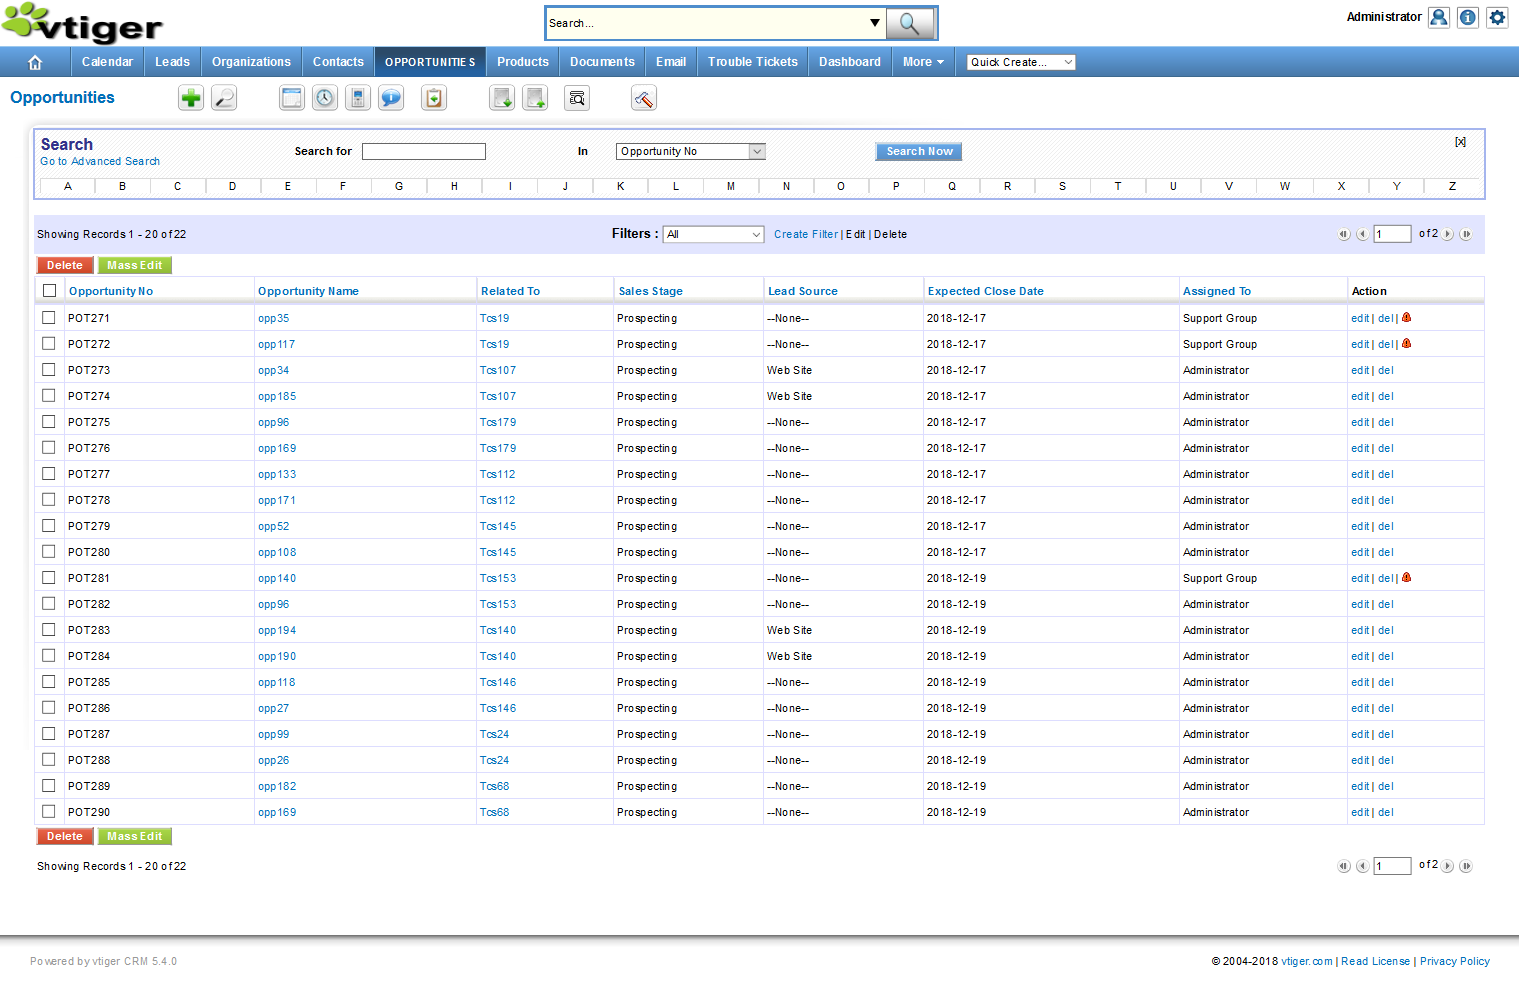 vtiger
Search...
Administrator
Calendar Leads Organizations Contacts OPPORTUNITIES Products Documents Email Trouble Tickets Dashboard More Quick Create...
Opportunities
Search
Go to Advanced Search
Search for In Opportunity No Search Now [X]
A B C D E F G H I J K L M N O P Q R S T U V W X Y Z
Showing Records 1 - 20 of 22 Filters : All Create Filter | Edit | Delete 1 of 2
Delete Mass Edit
Opportunity No Opportunity Name Related To Sales Stage Lead Source Expected Close Date Assigned To Action
POT271 opp35 Tcs19 Prospecting --None-- 2018-12-17 Support Group edit | del |
POT272 opp117 Tcs19 Prospecting --None-- 2018-12-17 Support Group edit | del |
POT273 opp34 Tcs107 Prospecting Web Site 2018-12-17 Administrator edit | del
POT274 opp185 Tcs107 Prospecting Web Site 2018-12-17 Administrator edit | del
POT275 opp96 Tcs179 Prospecting --None-- 2018-12-17 Administrator edit | del
POT276 opp169 Tcs179 Prospecting --None-- 2018-12-17 Administrator edit | del
POT277 opp133 Tcs112 Prospecting --None-- 2018-12-17 Administrator edit | del
POT278 opp171 Tcs112 Prospecting --None-- 2018-12-17 Administrator edit | del
POT279 opp52 Tcs145 Prospecting --None-- 2018-12-17 Administrator edit | del
POT280 opp108 Tcs145 Prospecting --None-- 2018-12-17 Administrator edit | del
POT281 opp140 Tcs153 Prospecting --None-- 2018-12-19 Support Group edit | del |
POT282 opp96 Tcs153 Prospecting --None-- 2018-12-19 Administrator edit | del
POT283 opp194 Tcs140 Prospecting Web Site 2018-12-19 Administrator edit | del
POT284 opp190 Tcs140 Prospecting Web Site 2018-12-19 Administrator edit | del
POT285 opp118 Tcs146 Prospecting --None-- 2018-12-19 Administrator edit | del
POT286 opp27 Tcs146 Prospecting --None-- 2018-12-19 Administrator edit | del
POT287 opp99 Tcs24 Prospecting --None-- 2018-12-19 Administrator edit | del
POT288 opp26 Tcs24 Prospecting --None-- 2018-12-19 Administrator edit | del
POT289 opp182 Tcs68 Prospecting --None-- 2018-12-19 Administrator edit | del
POT290 opp169 Tcs68 Prospecting --None-- 2018-12-19 Administrator edit | del
Delete Mass Edit
Showing Records 1 - 20 of 22 1 of 2
Powered by vtiger CRM 5.4.0 © 2004-2018 vtiger.com | Read License | Privacy Policy